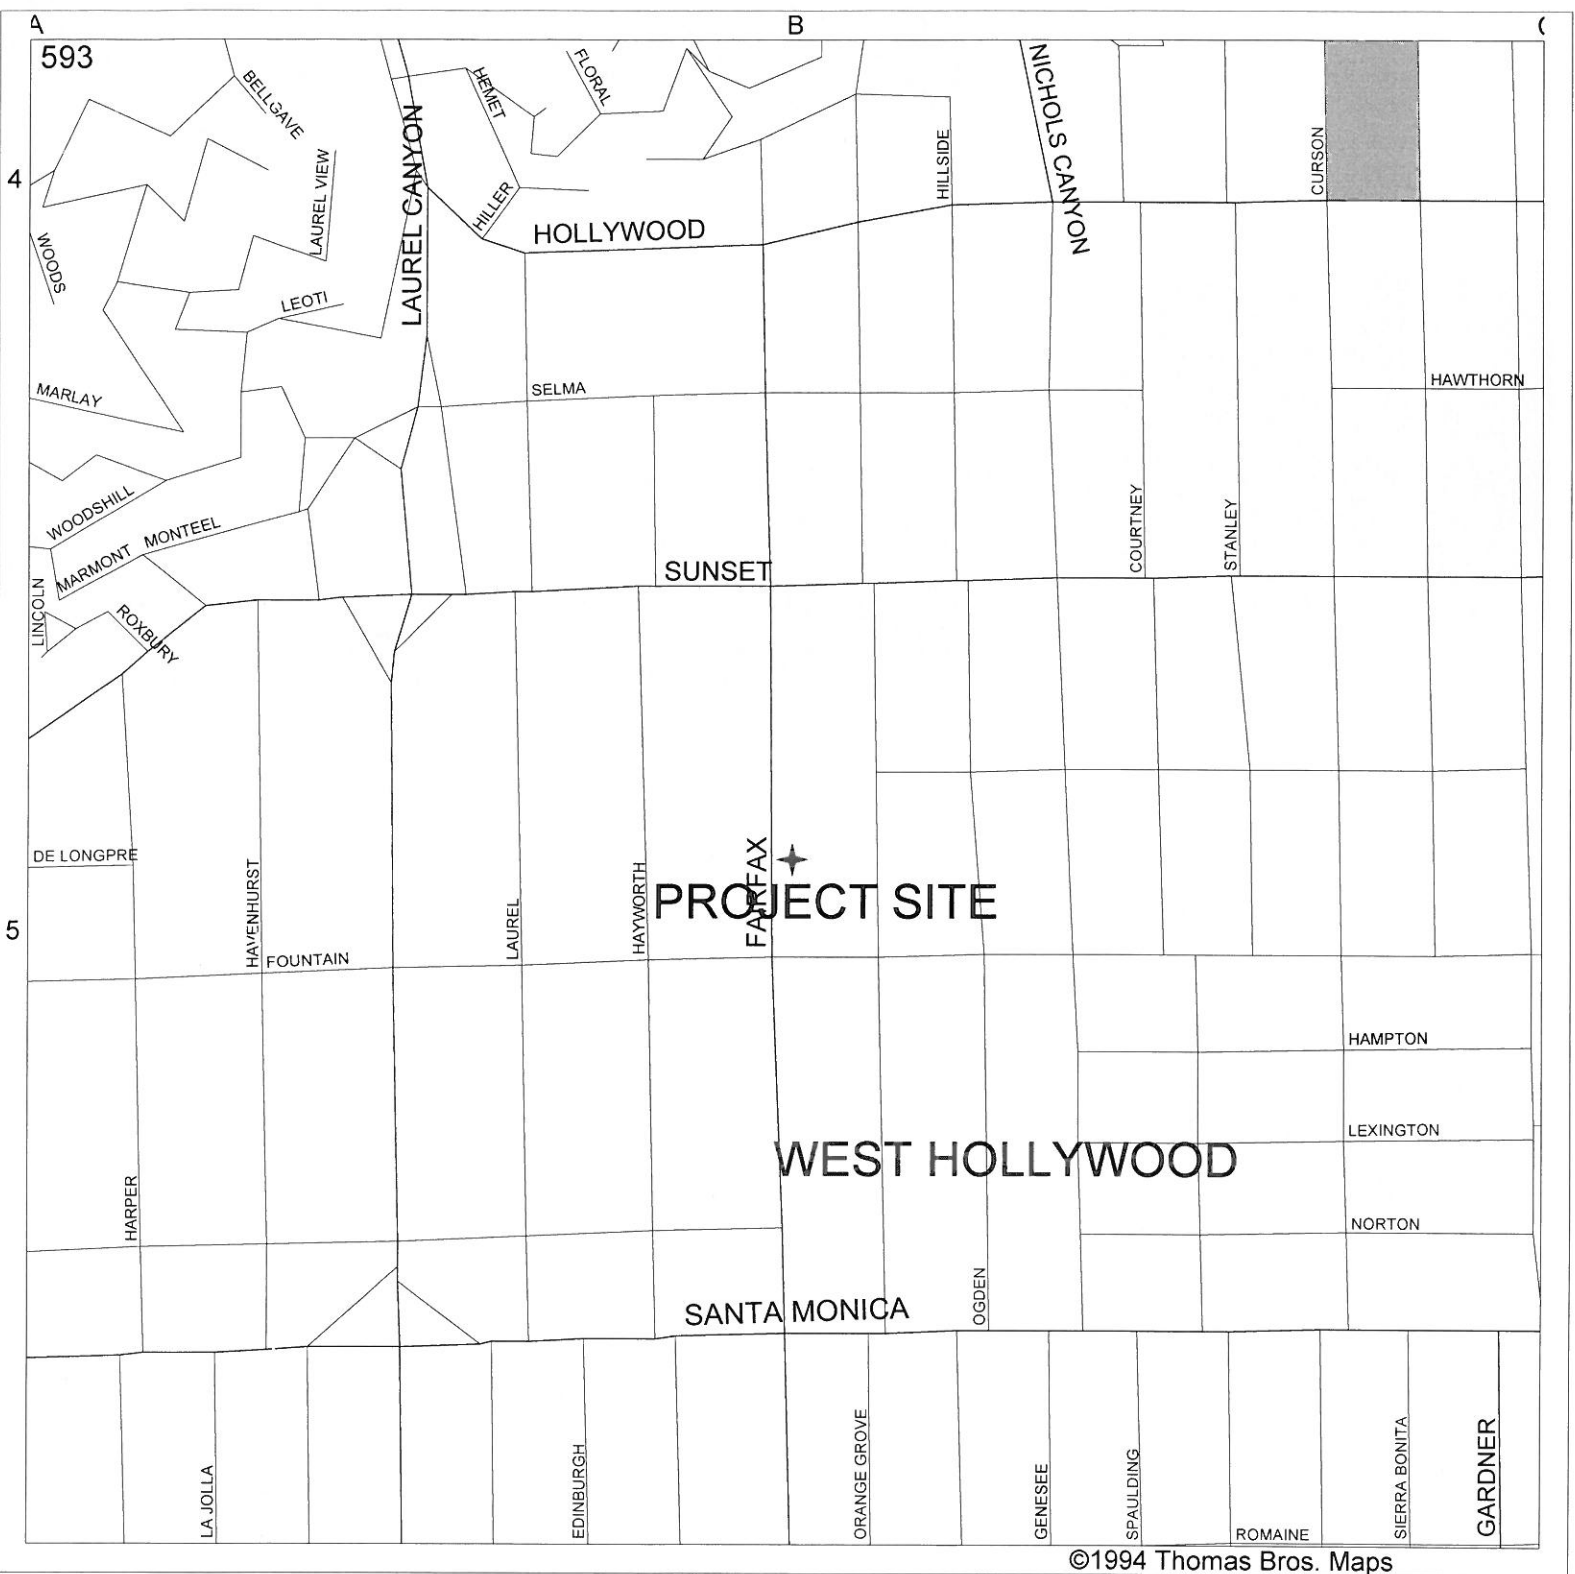 A
B
593
BELLGAVE
LAUREL CANYON
HEMET
FLORAL
NICHOLS CANYON
HILLSIDE
CURSON
4
LAUREL VIEW
HILLER
HOLLYWOOD
WOODS
LEOTI
MARLAY
SELMA
HAWTHORN
WOODSHILL
MONTEEL
MARMONT
COURTNEY
STANLEY
SUNSET
LINCOLN
ROXBURY
DE LONGPRE
HAVENHURST
LAUREL
HAYWORTH
FAIRFAX
PROJECT SITE
5
FOUNTAIN
HAMPTON
LEXINGTON
WEST HOLLYWOOD
HARPER
NORTON
OGDEN
SANTA MONICA
LA JOLLA
EDINBURGH
ORANGE GROVE
GENESEE
SPAULDING
ROMAINE
SIERRA BONITA
GARDNER
©1994 Thomas Bros. Maps